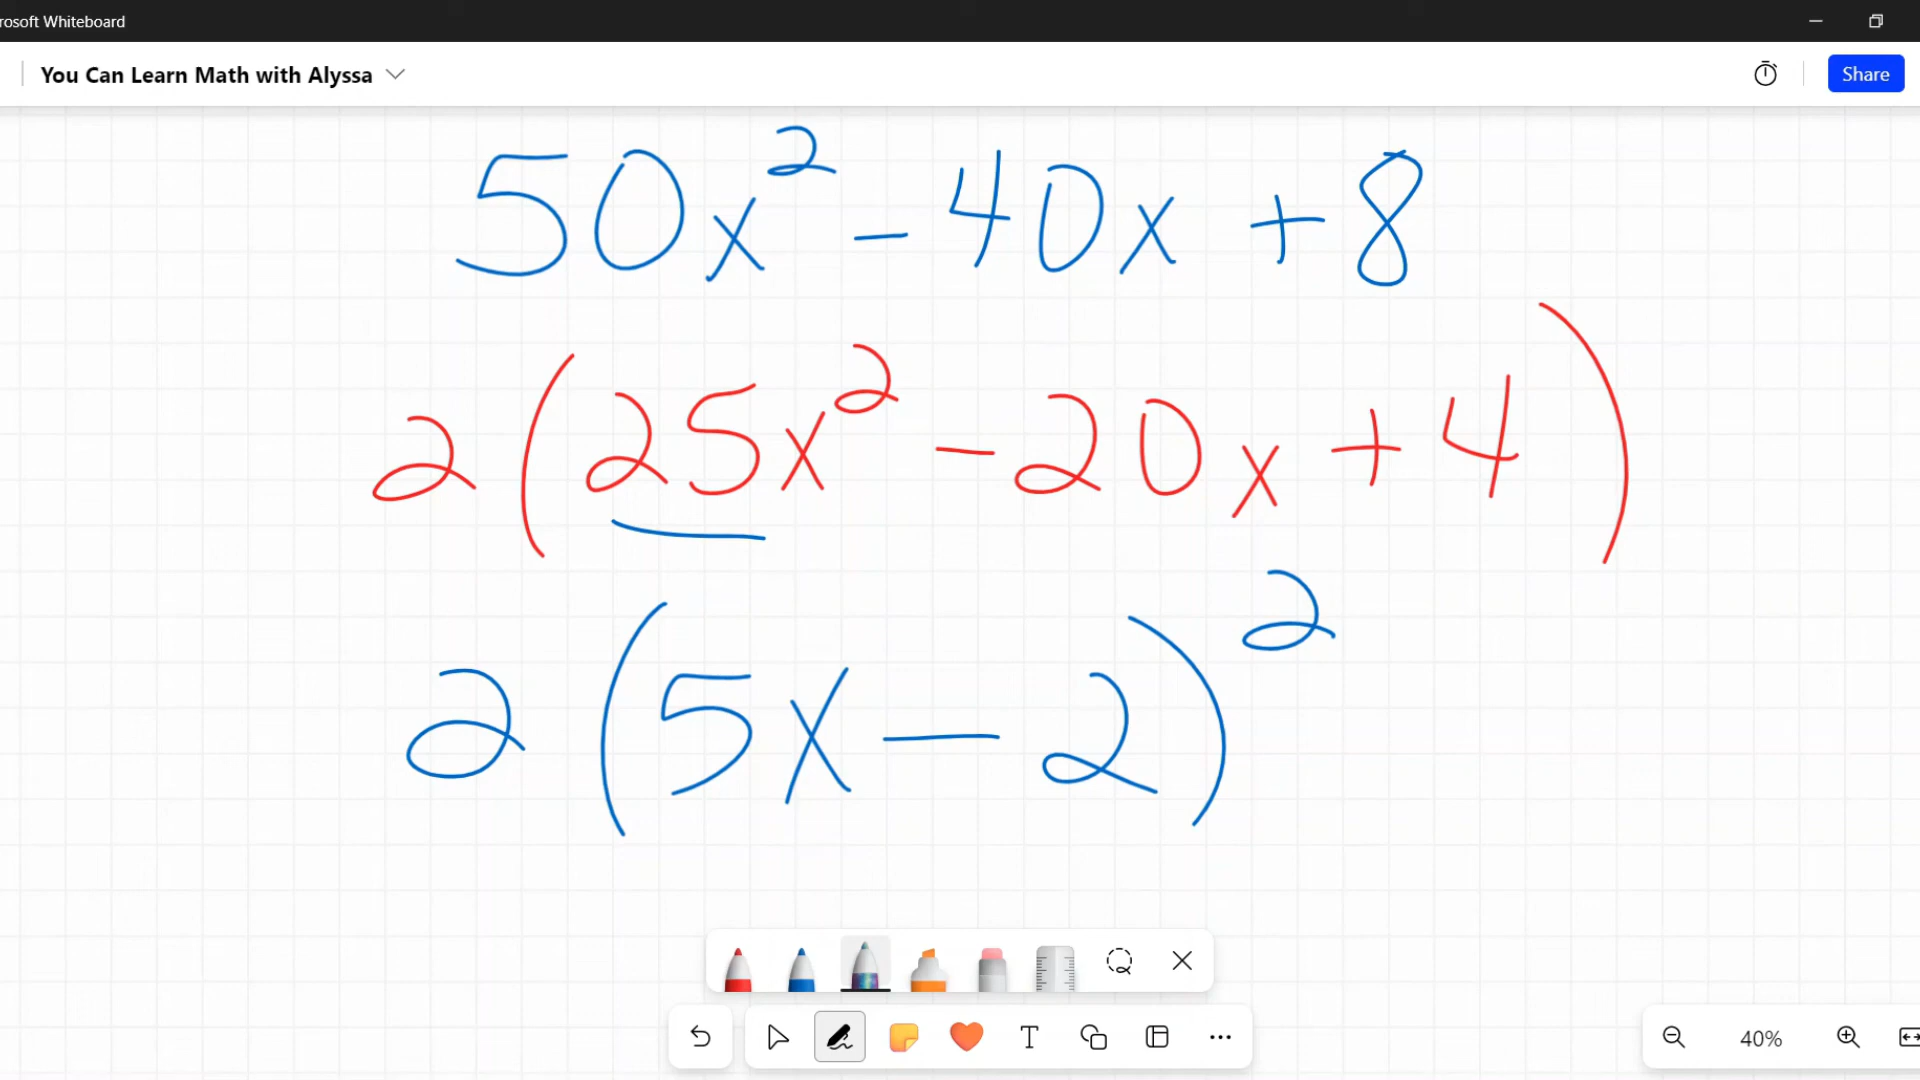 rosoft Whiteboard
You Can Learn Math with Alyssa
Share
50x² - 40x + 8
2(25x² - 20x + 4)
2(5x - 2)²
40%